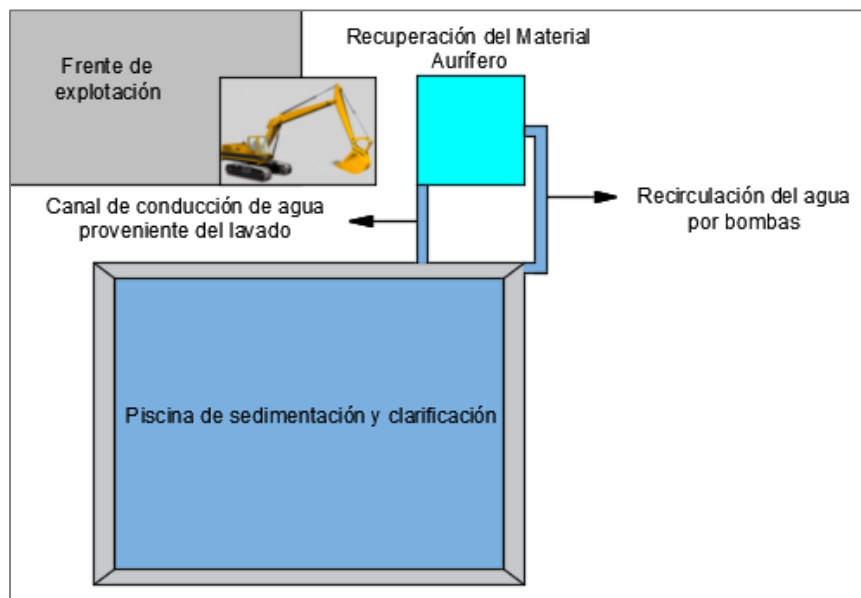 Frente de
explotación
Recuperación del Material
Aurífero
Canal de conducción de agua
proveniente del lavado
Recirculación del agua
por bombas
Piscina de sedimentación y clarificación